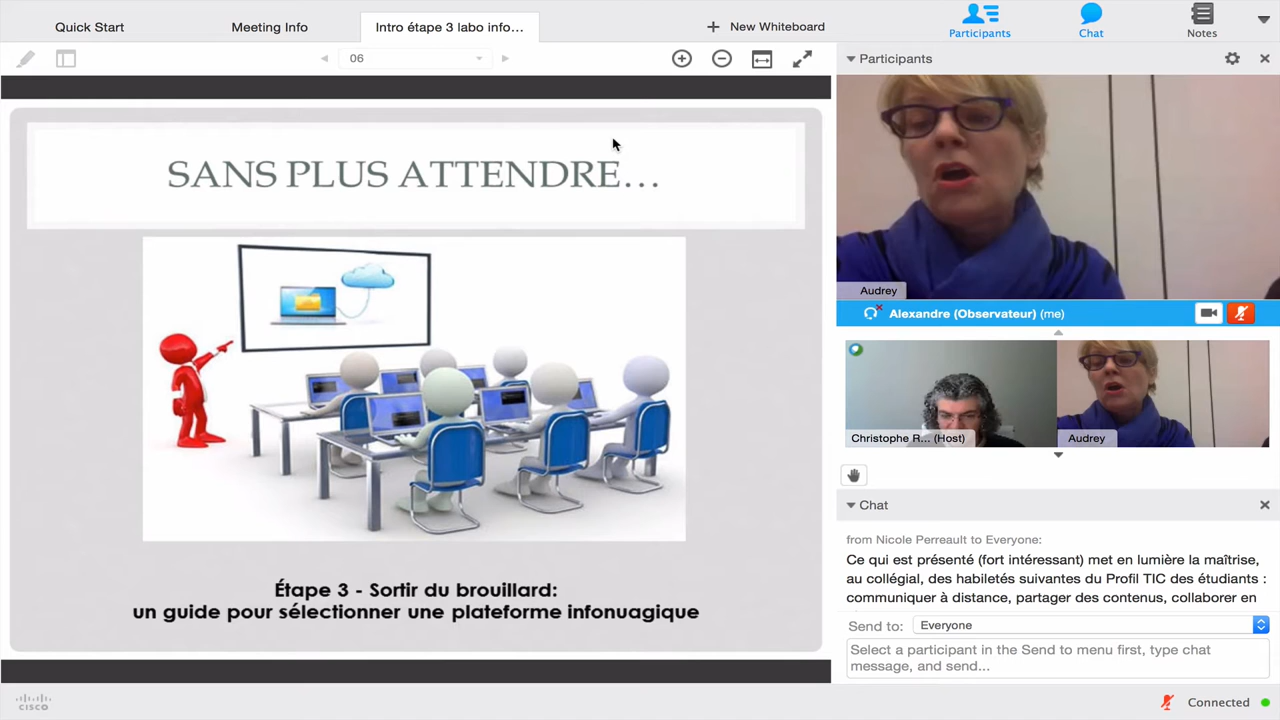 Quick Start
Meeting Info
Intro étape 3 labo info...
New Whiteboard
Participants
Chat
Notes
06
Participants
SANS PLUS ATTENDRE...
Étape 3 - Sortir du brouillard:
un guide pour sélectionner une plateforme infonuagique
Audrey
Alexandre (Observateur) (me)
Christophe R... (Host)
Audrey
Chat
from Nicole Perreault to Everyone:
Ce qui est présenté (fort intéressant) met en lumière la maîtrise,
au collégial, des habiletés suivantes du Profil TIC des étudiants :
communiquer à distance, partager des contenus, collaborer en
Send to:
Everyone
Select a participant in the Send to menu first, type chat
message, and send...
CISCO
Connected